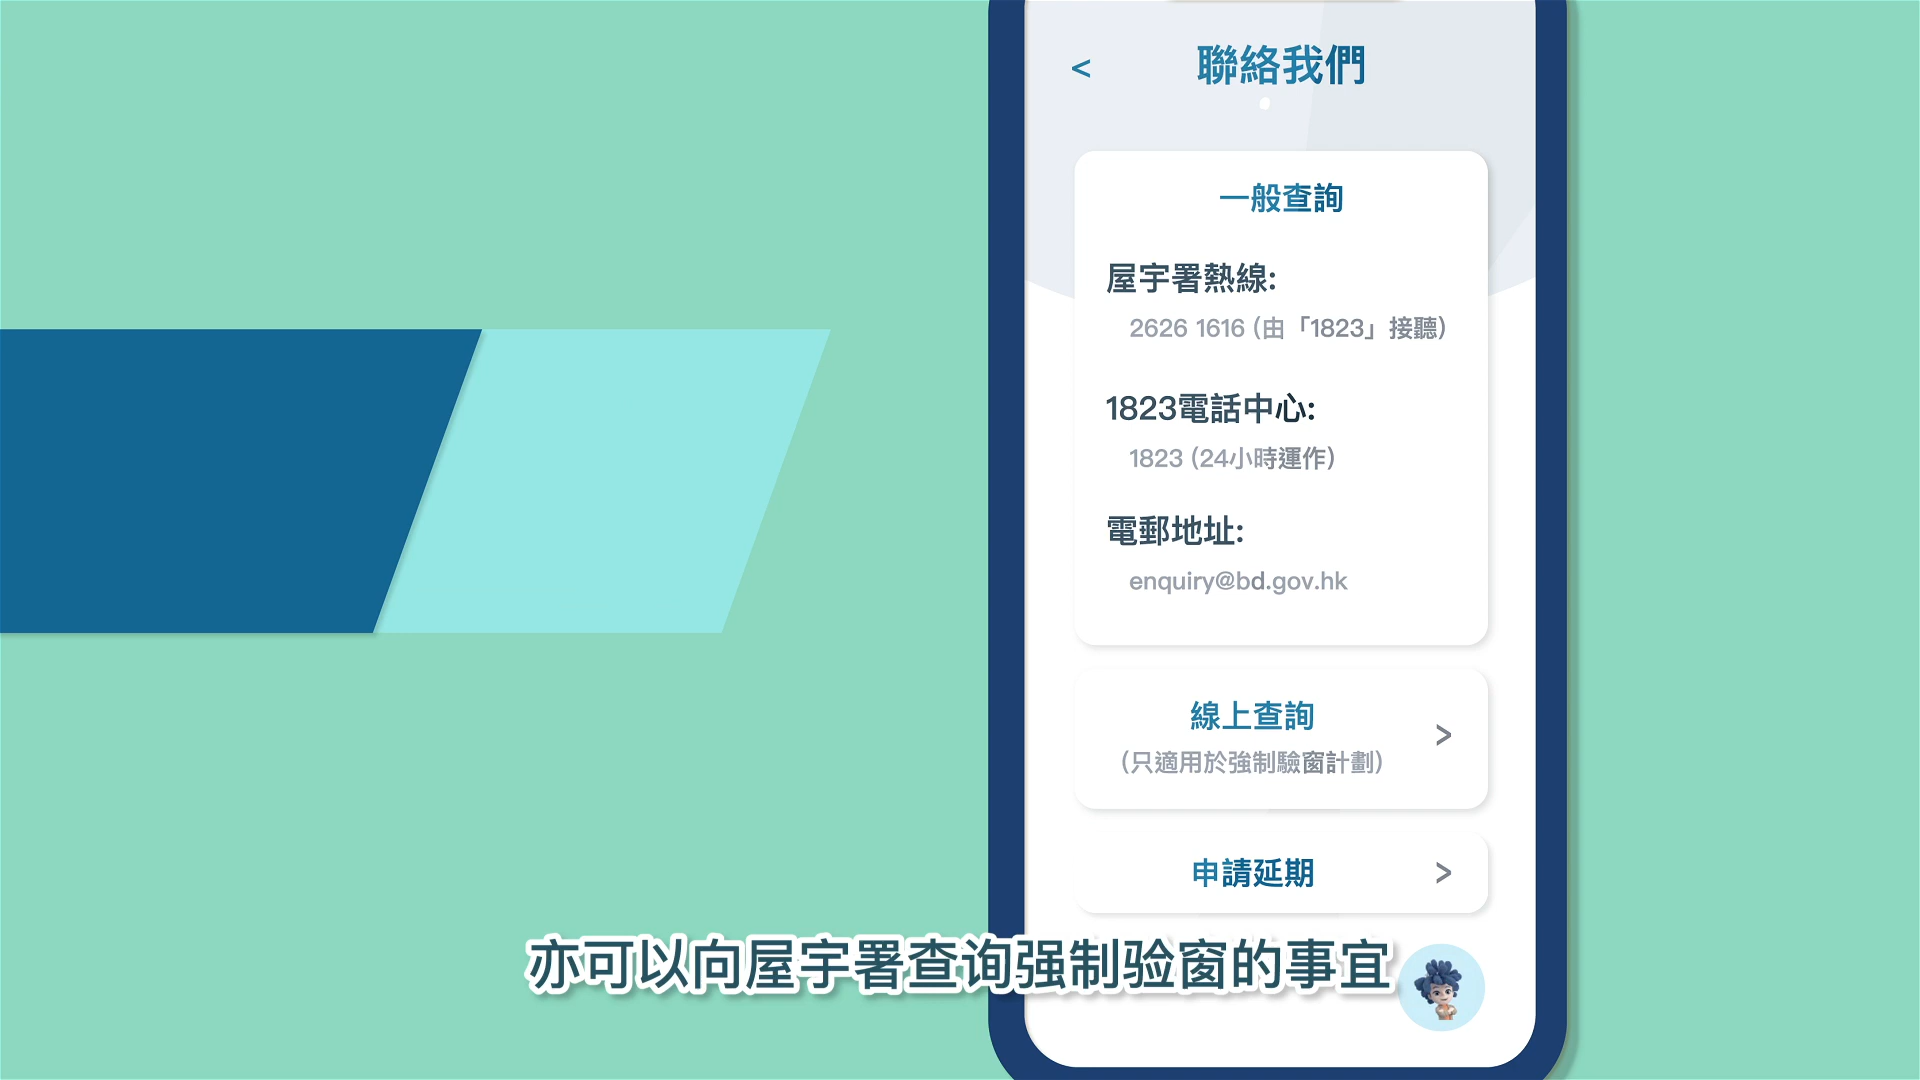 <
聯絡我們
一般查詢
屋宇署熱線:
2626 1616 (由「1823」接聽)
1823電話中心:
1823 (24小時運作)
電郵地址:
enquiry@bd.gov.hk
線上查詢
(只適用於強制驗窗計劃)
>
申請延期
>
亦可以向屋宇署查询强制验窗的事宜